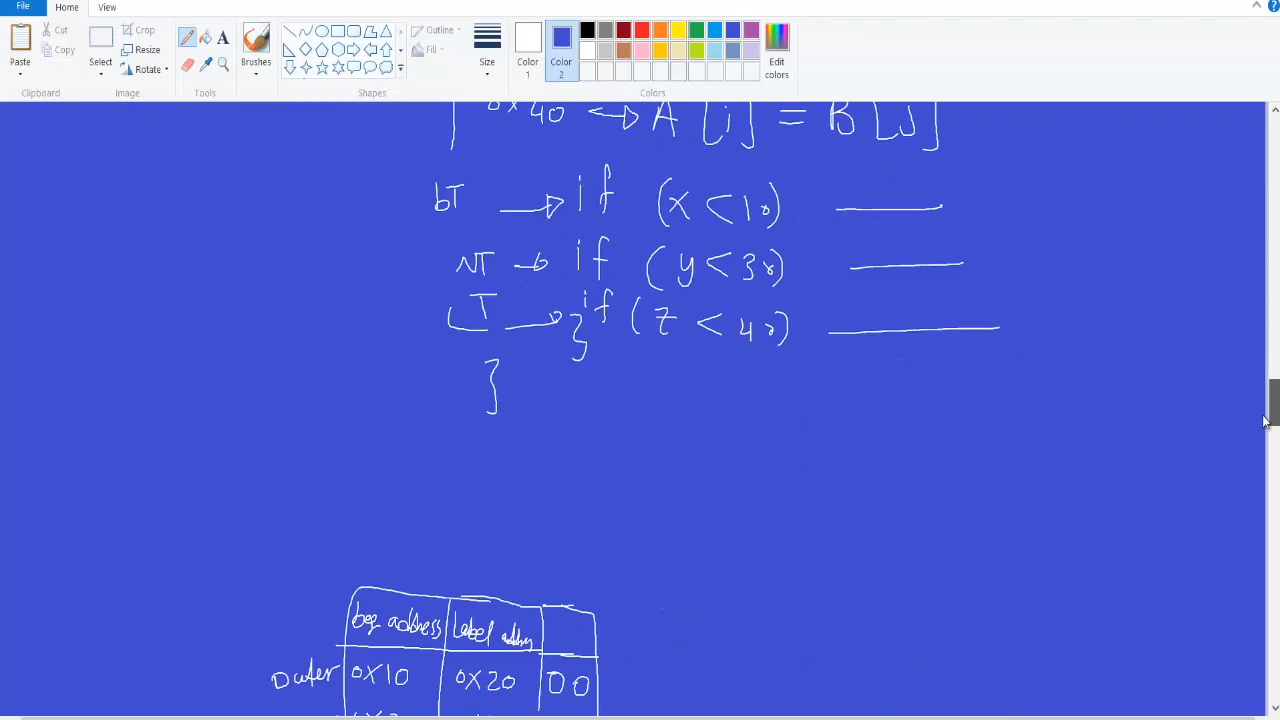 File
Home
View
Cut
Copy
Paste
Clipboard
Select
Crop
Resize
Rotate
Image
Tools
Brushes
Shapes
Outline
Fill
Size
Color 1
Color 2
Edit colors
Colors
0x40 A[i] = B[J]
bT if (x < 10)
NT if (y < 30)
T if (z < 40)
}
}
beq address Label
Outer 0x10 0x20 00